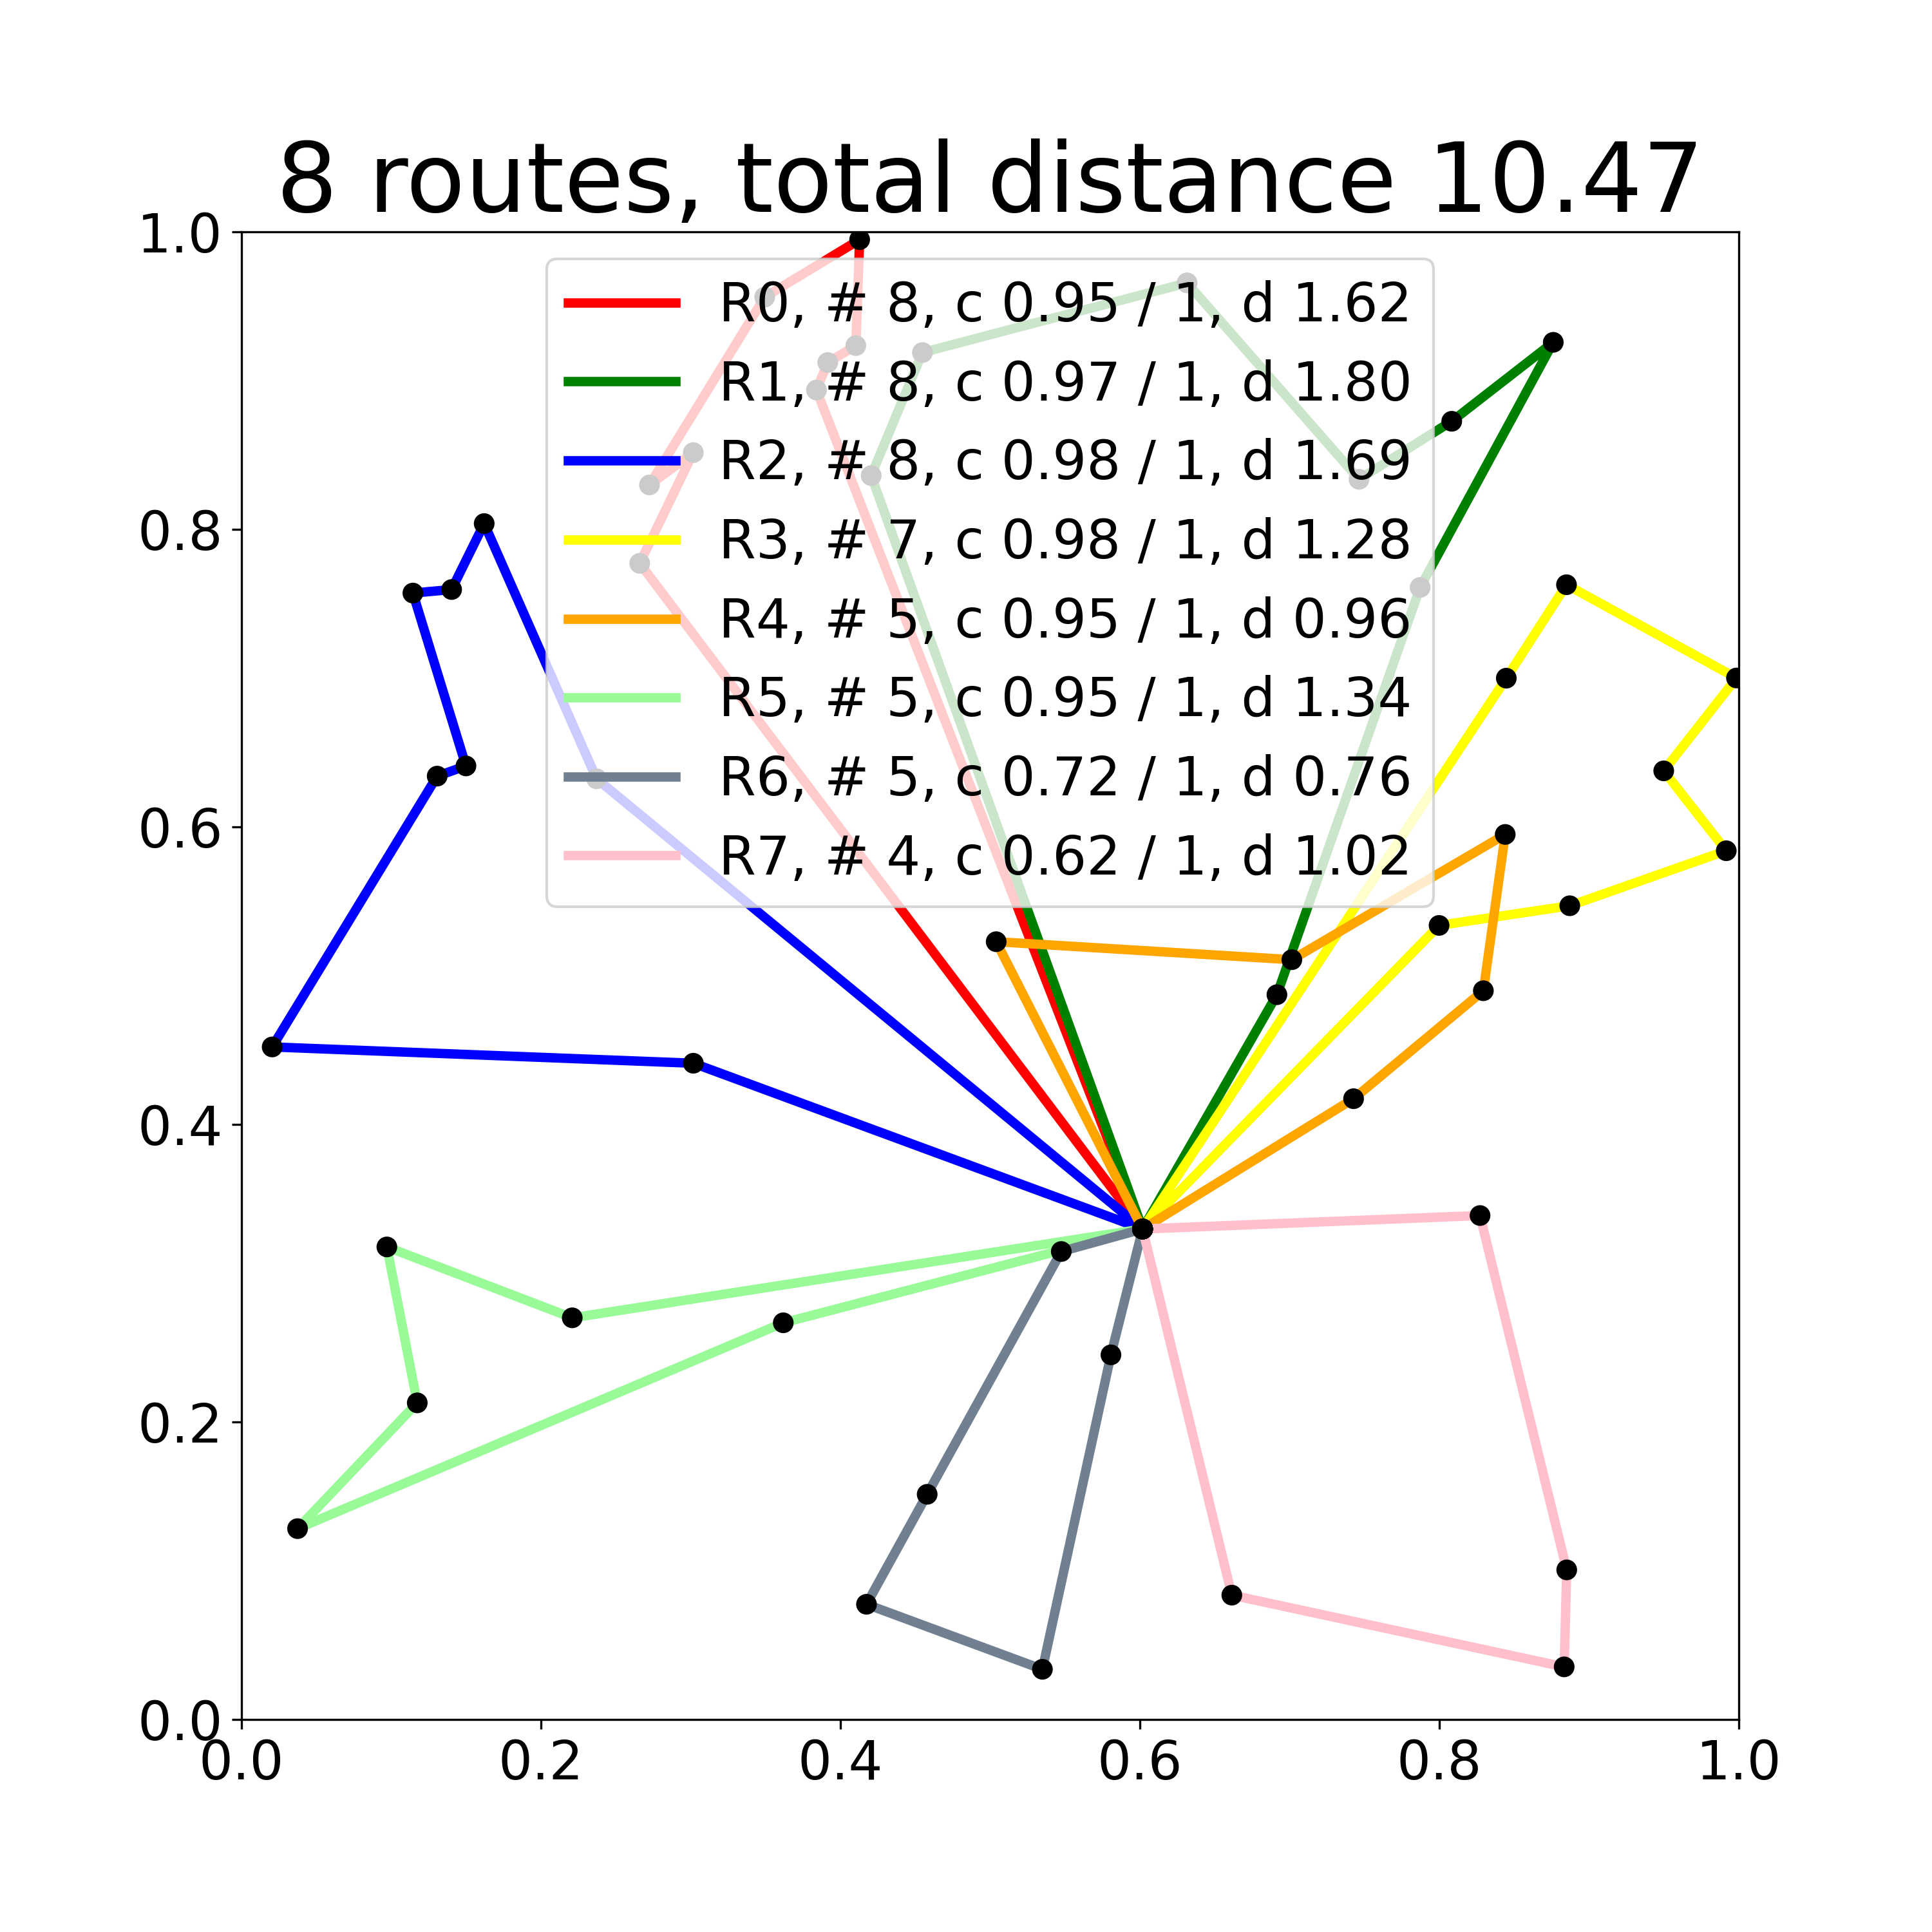 8 routes, total distance 10.47
1.0
0.8
0.6
0.4
0.2
0.0
R0, # 8, c 0.95 / 1, d 1.62
R1, # 8, c 0.97 / 1, d 1.80
R2, # 8, c 0.98 / 1, d 1.69
R3, # 7, c 0.98 / 1, d 1.28
R4, # 5, c 0.95 / 1, d 0.96
R5, # 5, c 0.95 / 1, d 1.34
R6, # 5, c 0.72 / 1, d 0.76
R7, # 4, c 0.62 / 1, d 1.02
0.0 0.2 0.4 0.6 0.8 1.0